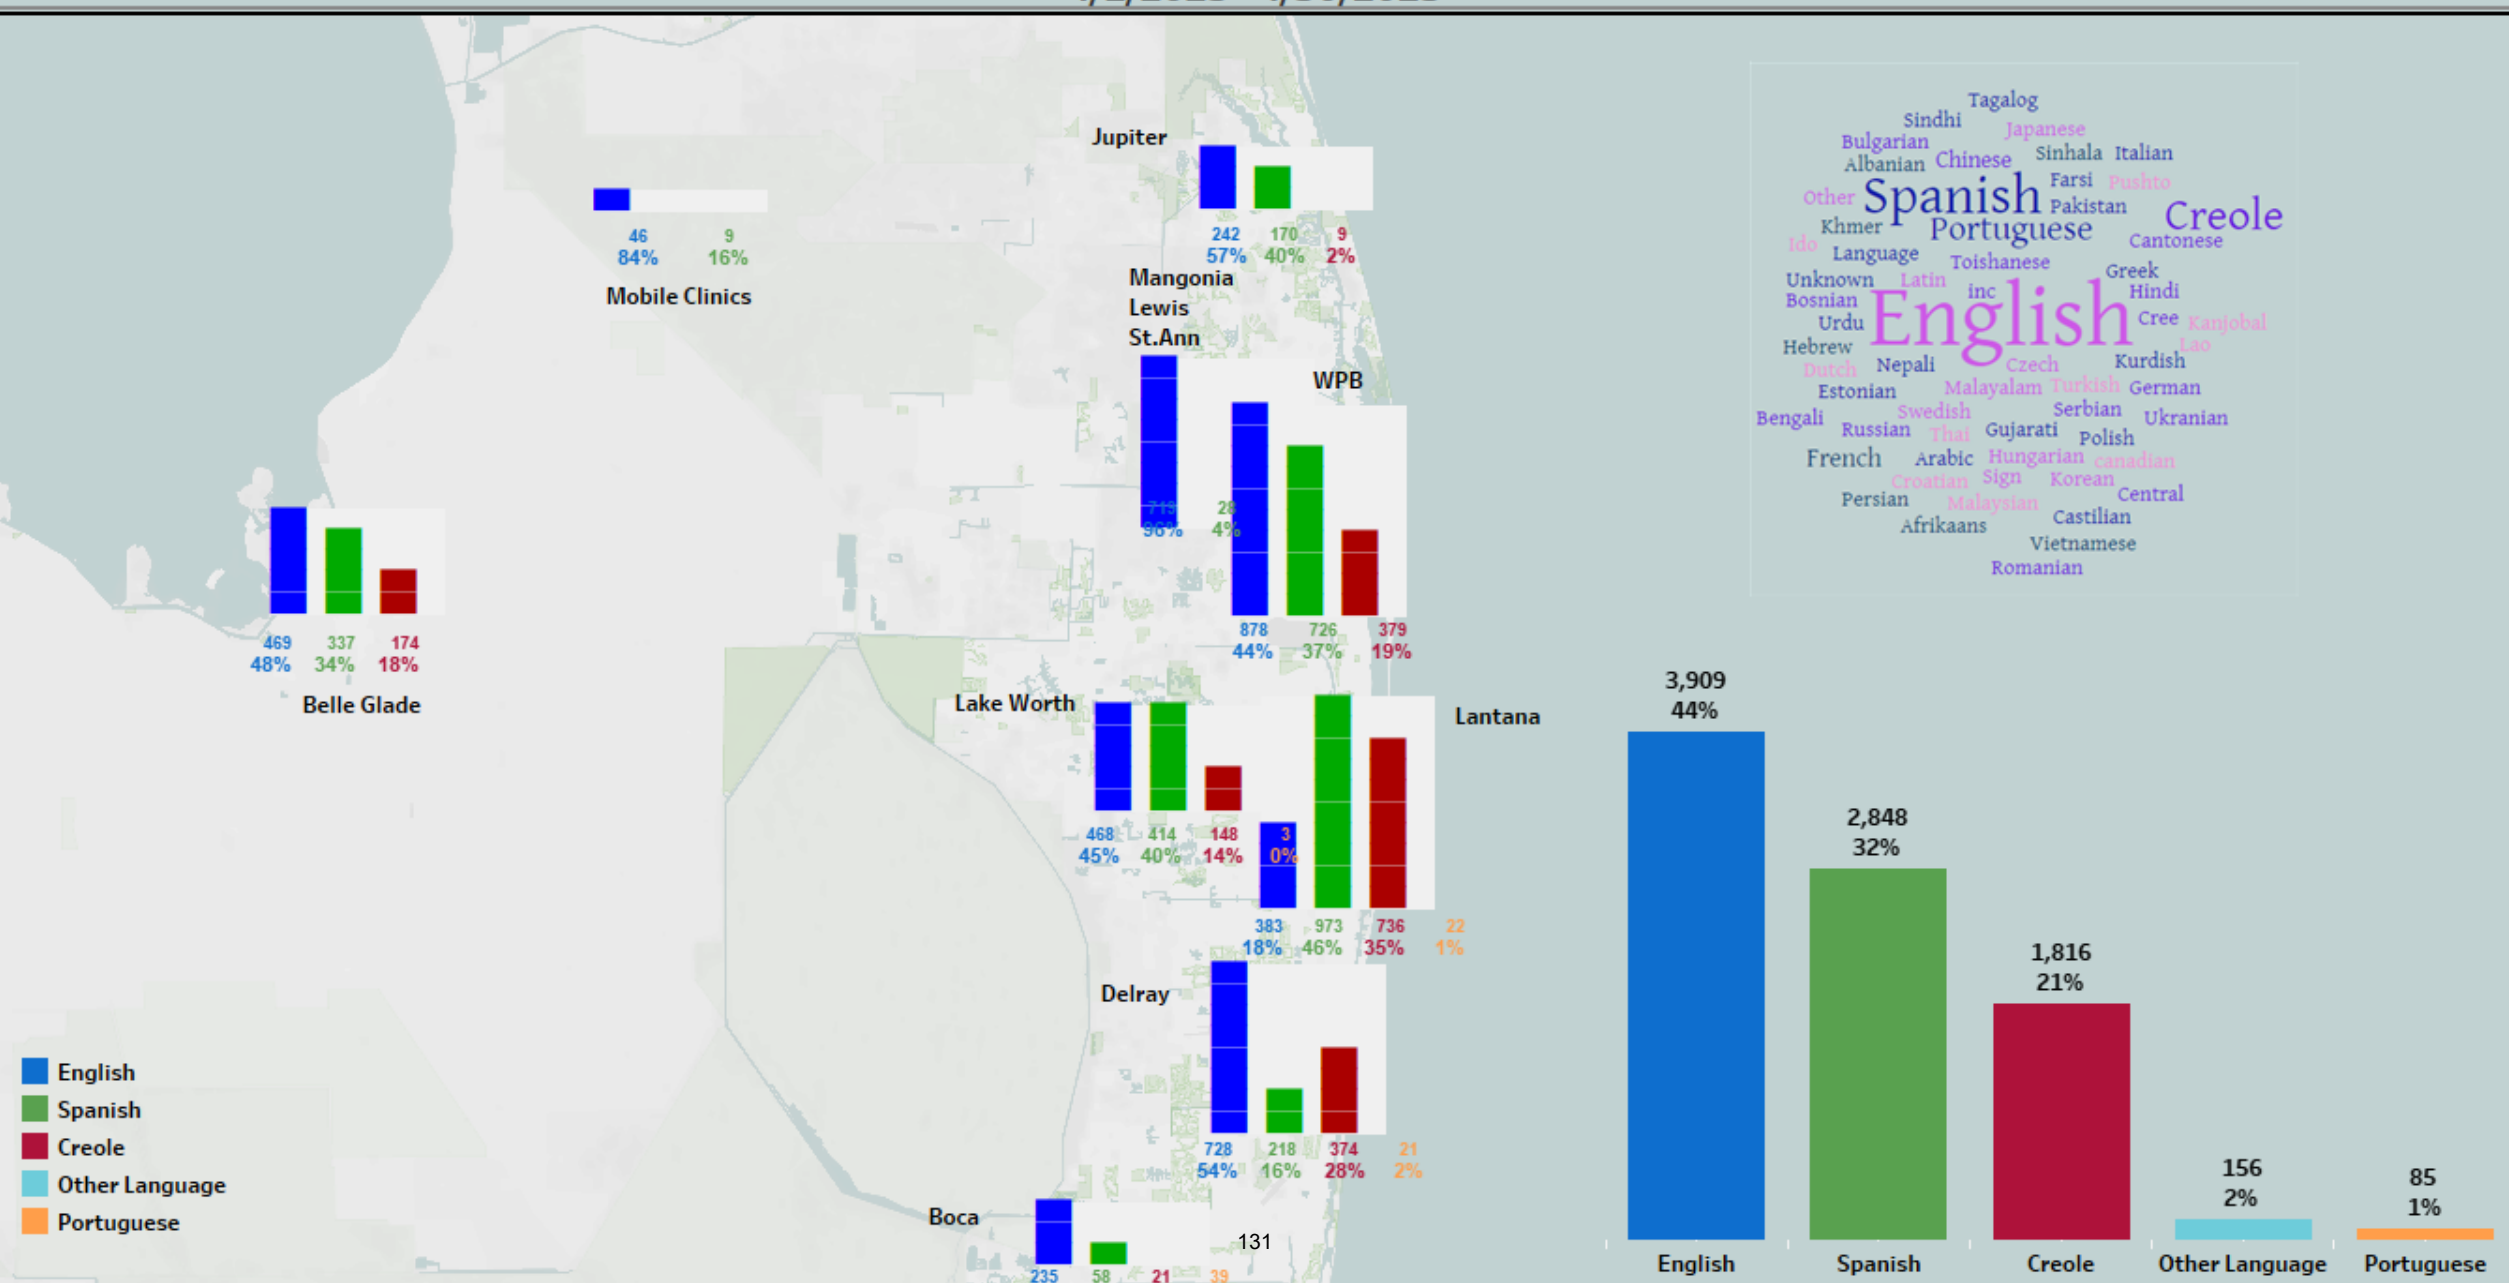 Jupiter
242 170 9
57% 40% 2%
46 9
84% 16%
Mobile Clinics
Mangonia
Lewis
St.Ann
719 28
96% 4%
WPB
878 726 379
44% 37% 19%
469 337 174
48% 34% 18%
Belle Glade
Lake Worth
468 414 148 3
45% 40% 14% 0%
Lantana
383 973 736 22
18% 46% 35% 1%
Delray
728 218 374 21
54% 16% 28% 2%
Boca
235 58 21 39
131
English
Spanish
Creole
Other Language
Portuguese
Tagalog
Sindhi
Japanese
Bulgarian
Albanian Chinese Sinhala Italian
Farsi Pushto
Other Spanish Pakistan Creole
Khmer Portuguese
Ido Language Cantonese
Toishanese
Unknown Latin Greek
inc Hindi
Bosnian
Urdu English Cree Kanjobal
Hebrew Lao
Dutch Nepali Czech Kurdish
Estonian Malayalam Turkish German
Bengali Swedish Serbian Ukranian
Russian Thai Gujarati Polish
French Arabic Hungarian canadian
Croatian Sign Korean
Persian Malaysian Central
Afrikaans Castilian
Vietnamese
Romanian
3,909
44%
2,848
32%
1,816
21%
156
2%
85
1%
English Spanish Creole Other Language Portuguese